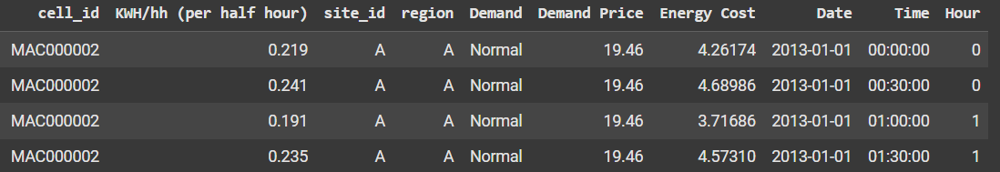 cell_id KWH/hh (per half hour) site_id region Demand Demand Price Energy Cost Date Time Hour
MAC000002 0.219 A A Normal 19.46 4.26174 2013-01-01 00:00:00 0
MAC000002 0.241 A A Normal 19.46 4.68986 2013-01-01 00:30:00 0
MAC000002 0.191 A A Normal 19.46 3.71686 2013-01-01 01:00:00 1
MAC000002 0.235 A A Normal 19.46 4.57310 2013-01-01 01:30:00 1